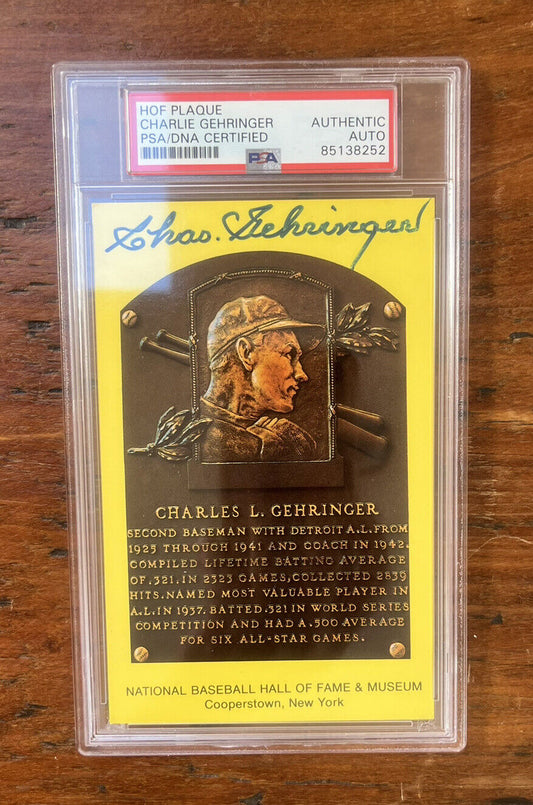 HOF PLAQUE
CHARLIE GEHRINGER
PSA/DNA CERTIFIED
AUTHENTIC
AUTO
85138252
PSA
Chas. Gehringer
CHARLES L. GEHRINGER
SECOND BASEMAN WITH DETROIT A.L. FROM
1925 THROUGH 1941 AND COACH IN 1942.
COMPILED LIFETIME BATTING AVERAGE
OF .321. IN 2323 GAMES, COLLECTED 2839
HITS. NAMED MOST VALUABLE PLAYER IN
A.L. IN 1937. BATTED .321 IN WORLD SERIES
COMPETITION AND HAD A .500 AVERAGE
FOR SIX ALL-STAR GAMES.
NATIONAL BASEBALL HALL OF FAME & MUSEUM
Cooperstown, New York